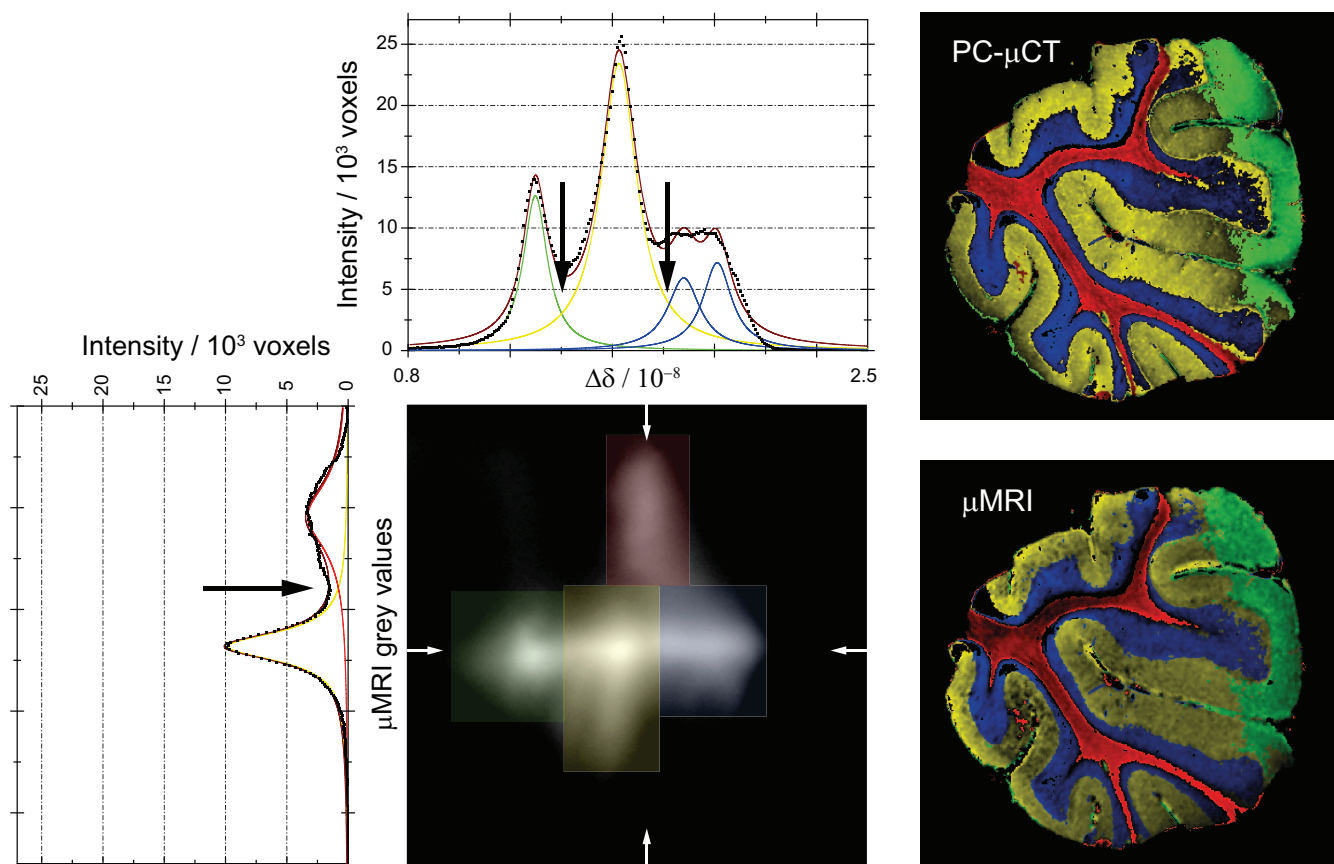 25
20
15
10
5
0
Intensity / 10³ voxels
0.8
Δδ / 10⁻⁸
2.5
PC-μCT
Intensity / 10³ voxels
25
20
15
10
5
0
μMRI grey values
μMRI